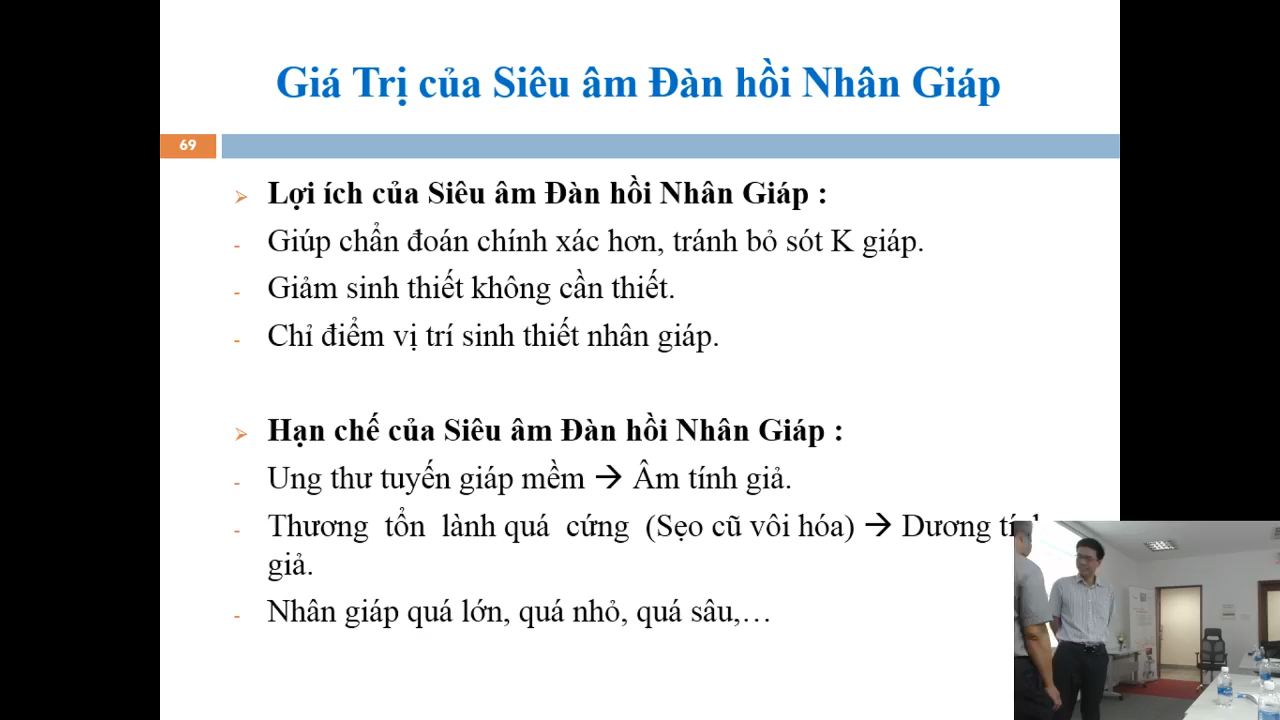 Giá Trị của Siêu âm Đàn hồi Nhân Giáp
69
➢ Lợi ích của Siêu âm Đàn hồi Nhân Giáp :
- Giúp chẩn đoán chính xác hơn, tránh bỏ sót K giáp.
- Giảm sinh thiết không cần thiết.
- Chỉ điểm vị trí sinh thiết nhân giáp.
➢ Hạn chế của Siêu âm Đàn hồi Nhân Giáp :
- Ung thư tuyến giáp mềm → Âm tính giả.
- Thương tổn lành quá cứng (Sẹo cũ vôi hóa) → Dương tính
giả.
- Nhân giáp quá lớn, quá nhỏ, quá sâu,…